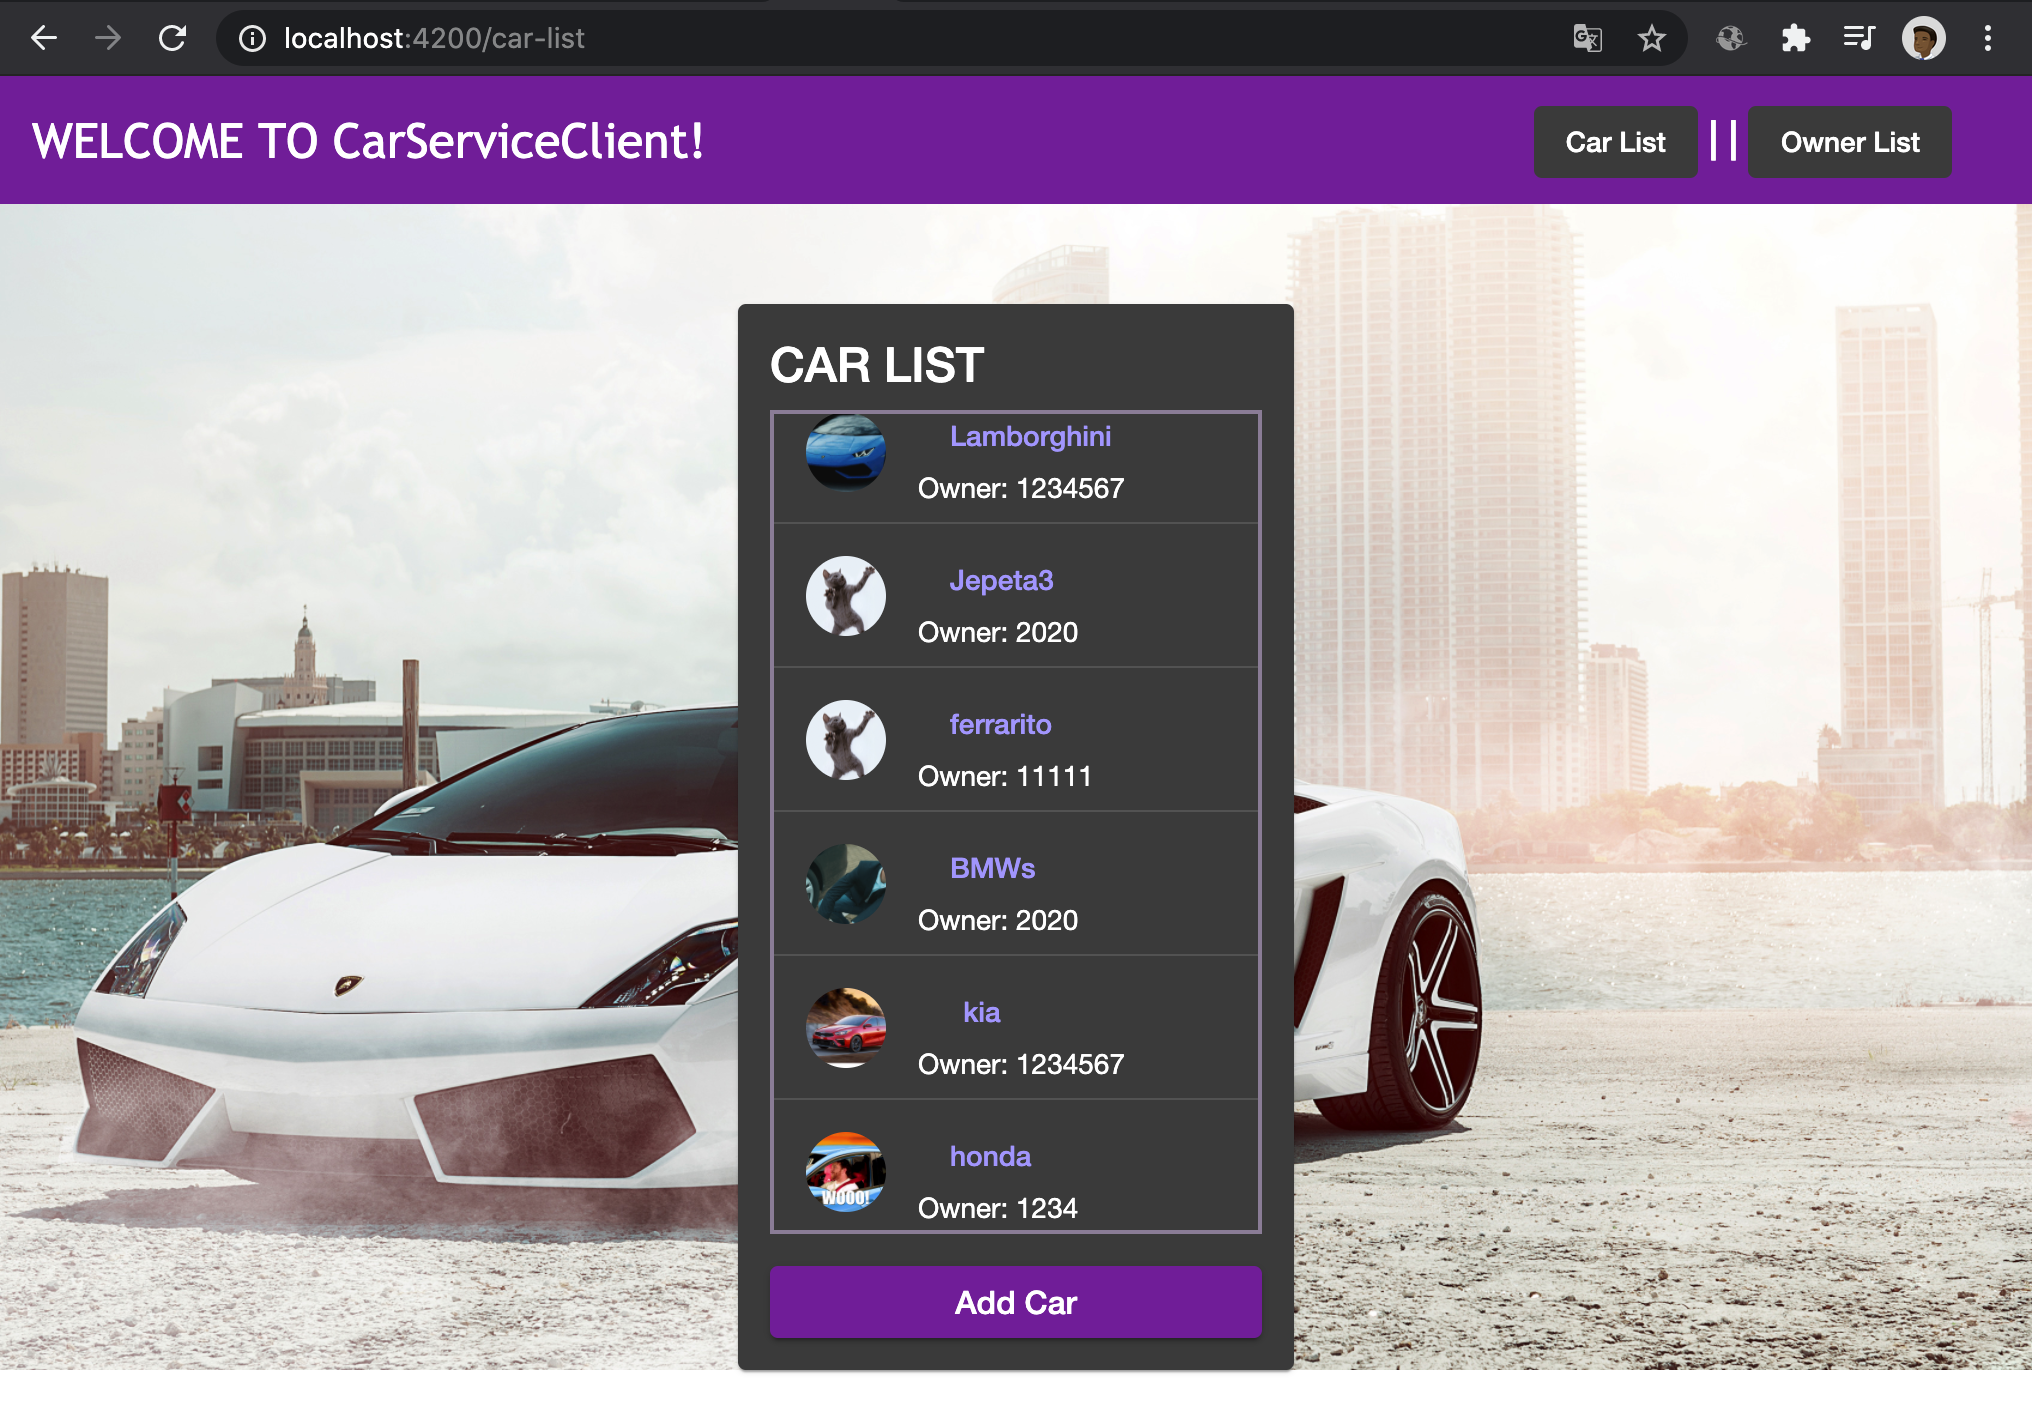 localhost:4200/car-list
WELCOME TO CarServiceClient!
Car List || Owner List
CAR LIST
Lamborghini
Owner: 1234567
Jepeta3
Owner: 2020
ferrarito
Owner: 11111
BMWs
Owner: 2020
kia
Owner: 1234567
honda
WOOO!
Owner: 1234
Add Car